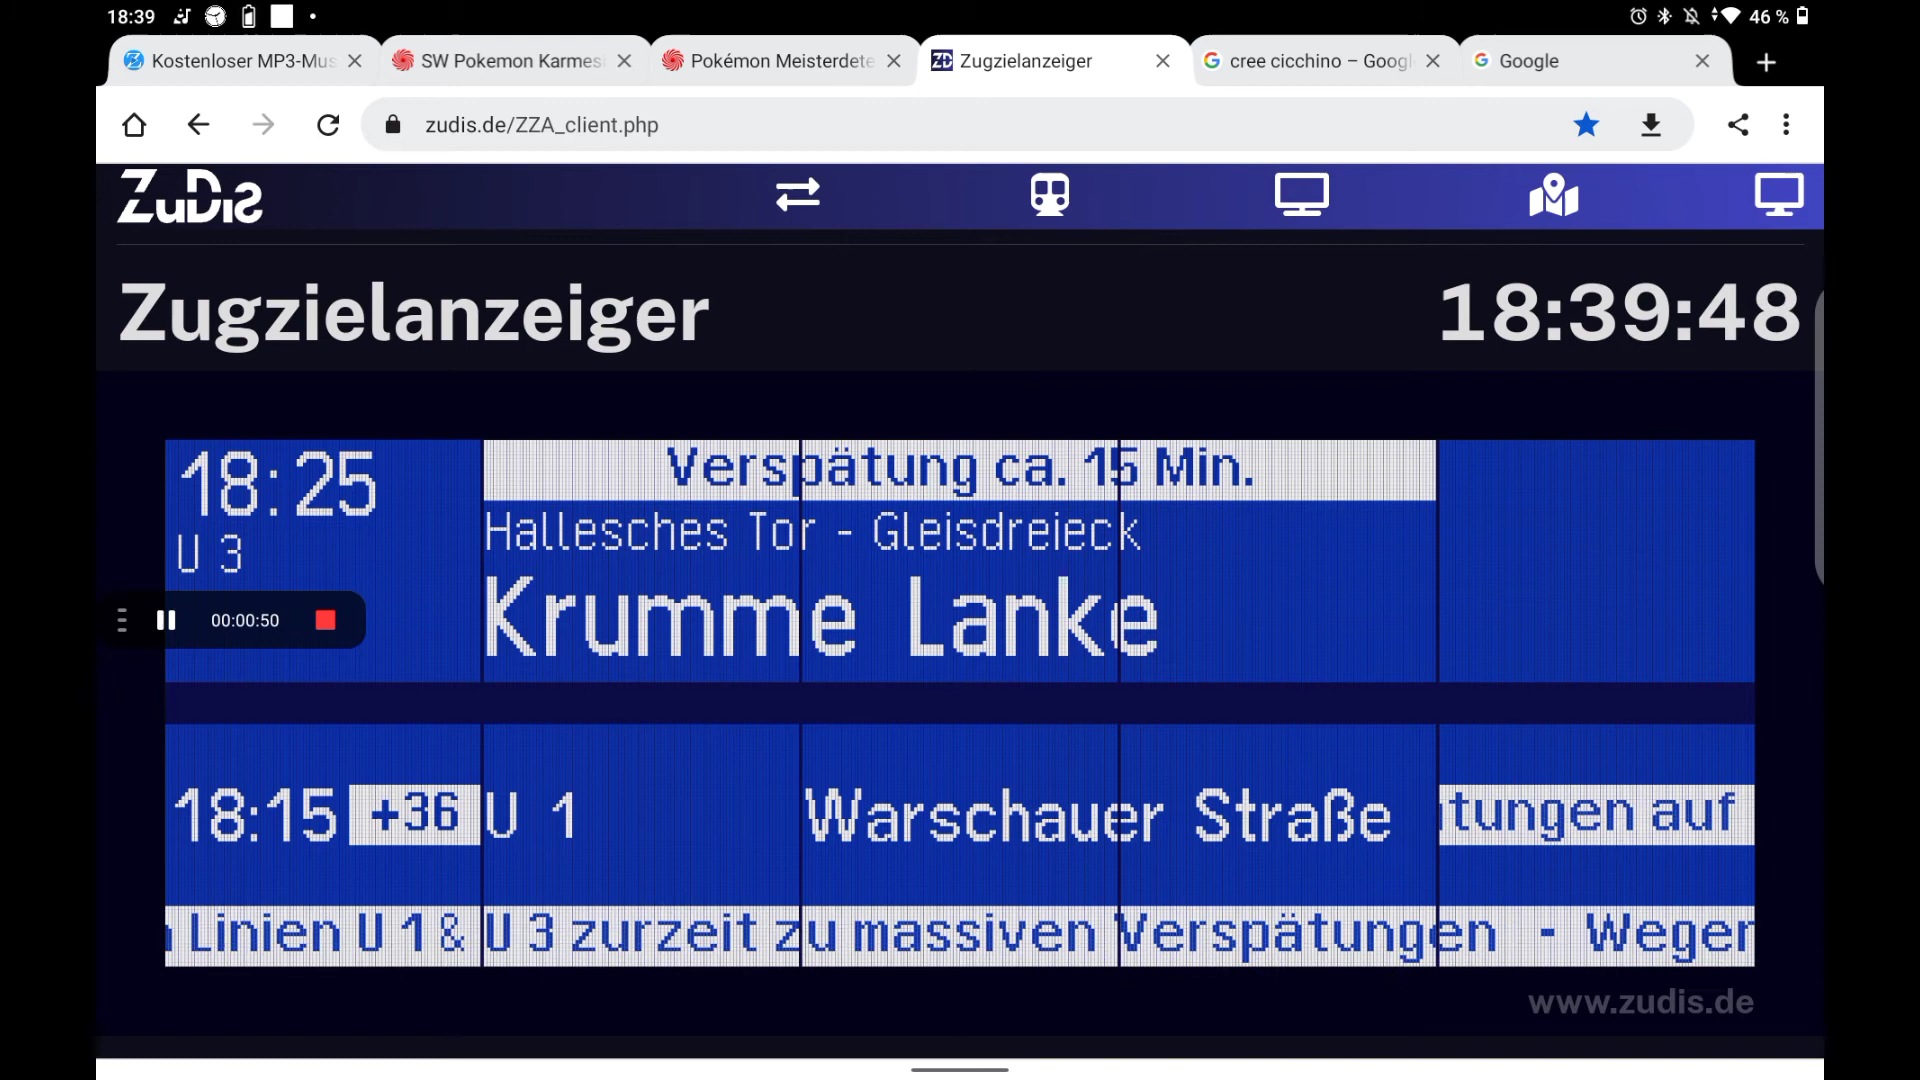 18:39
46 %
Kostenloser MP3-Mus
SW Pokemon Karmesi
Pokémon Meisterdete
ZD Zugzielanzeiger
cree cicchino – Googl
Google
zudis.de/ZZA_client.php
ZuDis
Zugzielanzeiger
18:39:48
18:25
Verspätung ca. 15 Min.
U 3
Hallesches Tor - Gleisdreieck
Krumme Lanke
00:00:50
18:15 +36 U 1 Warschauer Straße tungen auf
Linien U 1 & U 3 zurzeit zu massiven Verspätungen - Weger
www.zudis.de